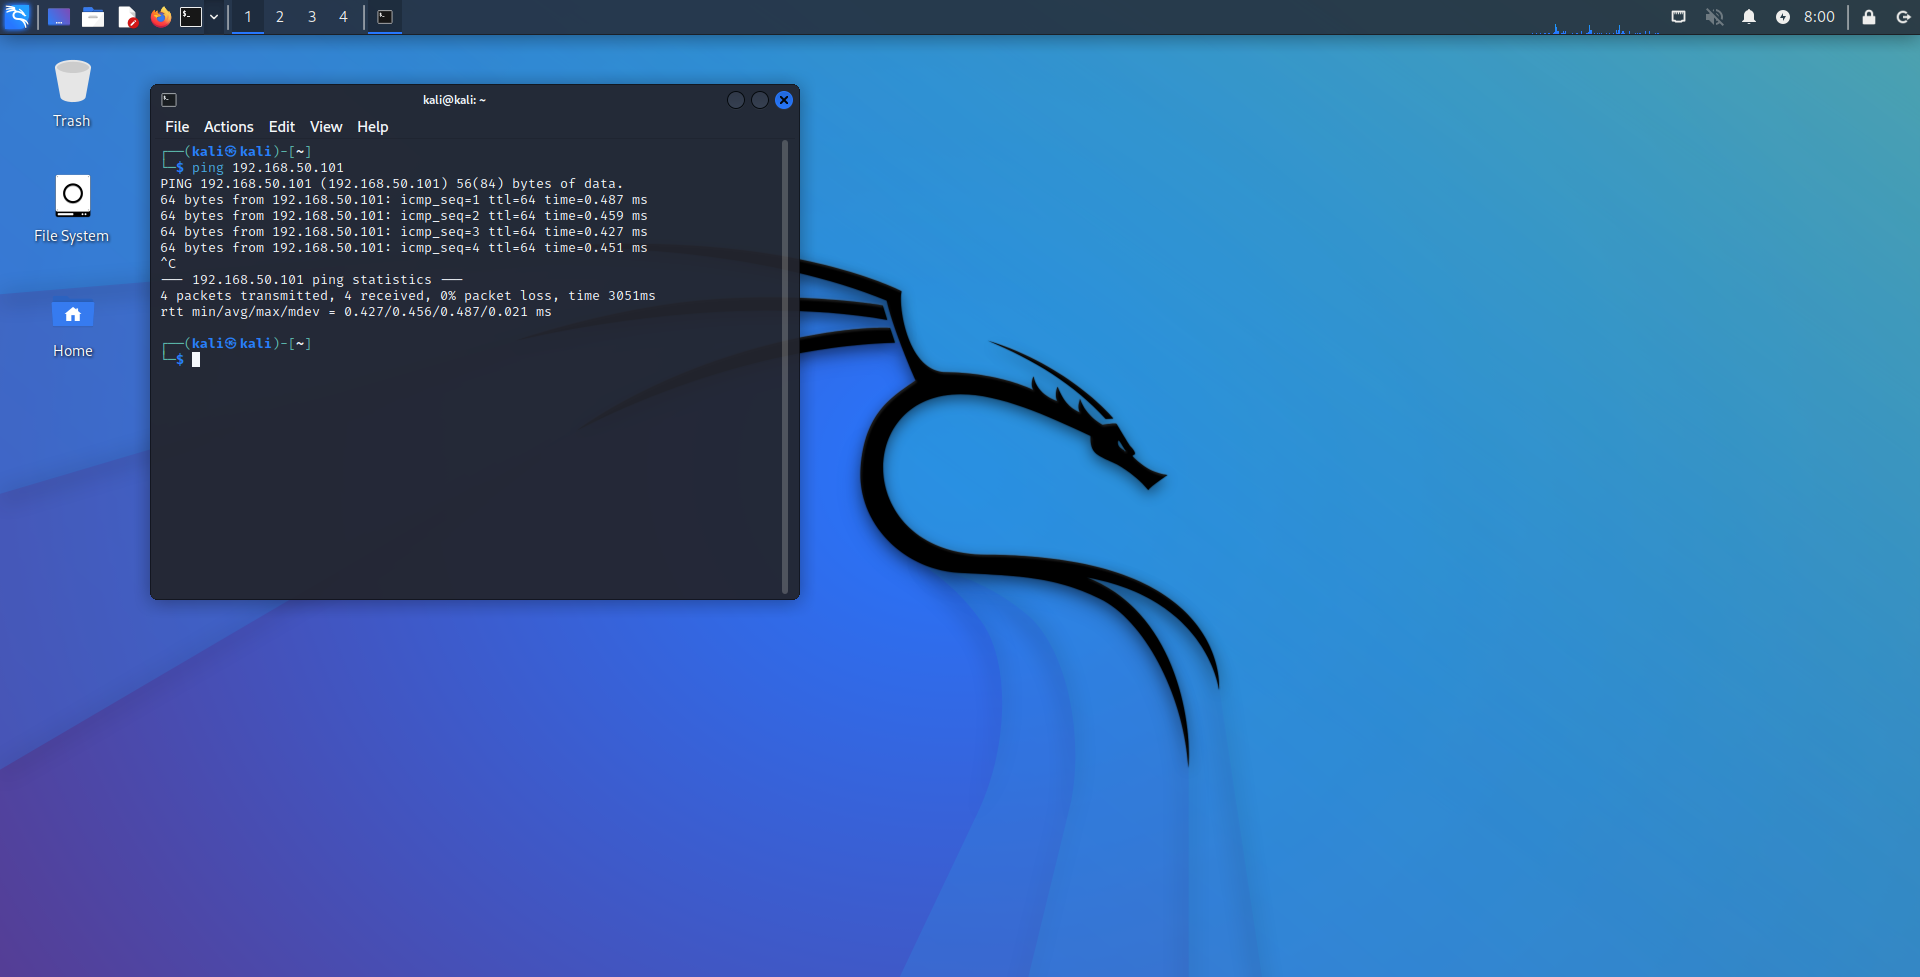 1 2 3 4
8:00
Trash
File System
Home
kali@kali: ~
File Actions Edit View Help
┌──(kali㉿kali)-[~]
└─$ ping 192.168.50.101
PING 192.168.50.101 (192.168.50.101) 56(84) bytes of data.
64 bytes from 192.168.50.101: icmp_seq=1 ttl=64 time=0.487 ms
64 bytes from 192.168.50.101: icmp_seq=2 ttl=64 time=0.459 ms
64 bytes from 192.168.50.101: icmp_seq=3 ttl=64 time=0.427 ms
64 bytes from 192.168.50.101: icmp_seq=4 ttl=64 time=0.451 ms
^C
--- 192.168.50.101 ping statistics ---
4 packets transmitted, 4 received, 0% packet loss, time 3051ms
rtt min/avg/max/mdev = 0.427/0.456/0.487/0.021 ms
┌──(kali㉿kali)-[~]
└─$